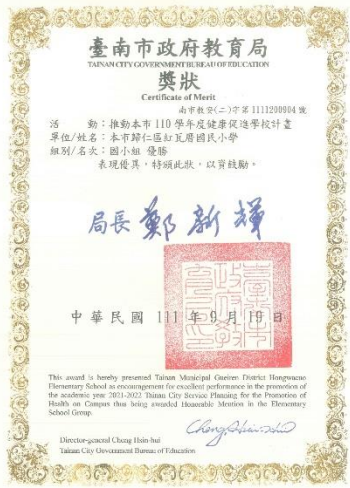 臺南市政府教育局
TAINAN CITY GOVERNMENT BUREAU OF EDUCATION
獎狀
Certificate of Merit
南市教安(二)字第1111200904號
活 動：推動本市110學年度健康促進學校計畫
單位/姓名：本市歸仁區紅瓦厝國民小學
組別/名次：國小組 優勝
表現優異，特頒此狀，以資鼓勵。
局長 鄭新輝
中華民國 111 年 9 月 19 日
This award is hereby presented Tainan Municipal Gueiren District Hongwacuo
Elementary School as encouragement for excellent performance in the promotion of
the academic year 2021-2022 Tainan City Service Planning for the Promotion of
Health on Campus thus being awarded Honorable Mention in the Elementary
School Group.
Cheng, Hsin-hui
Director-general Cheng Hsin-hui
Tainan City Government Bureau of Education